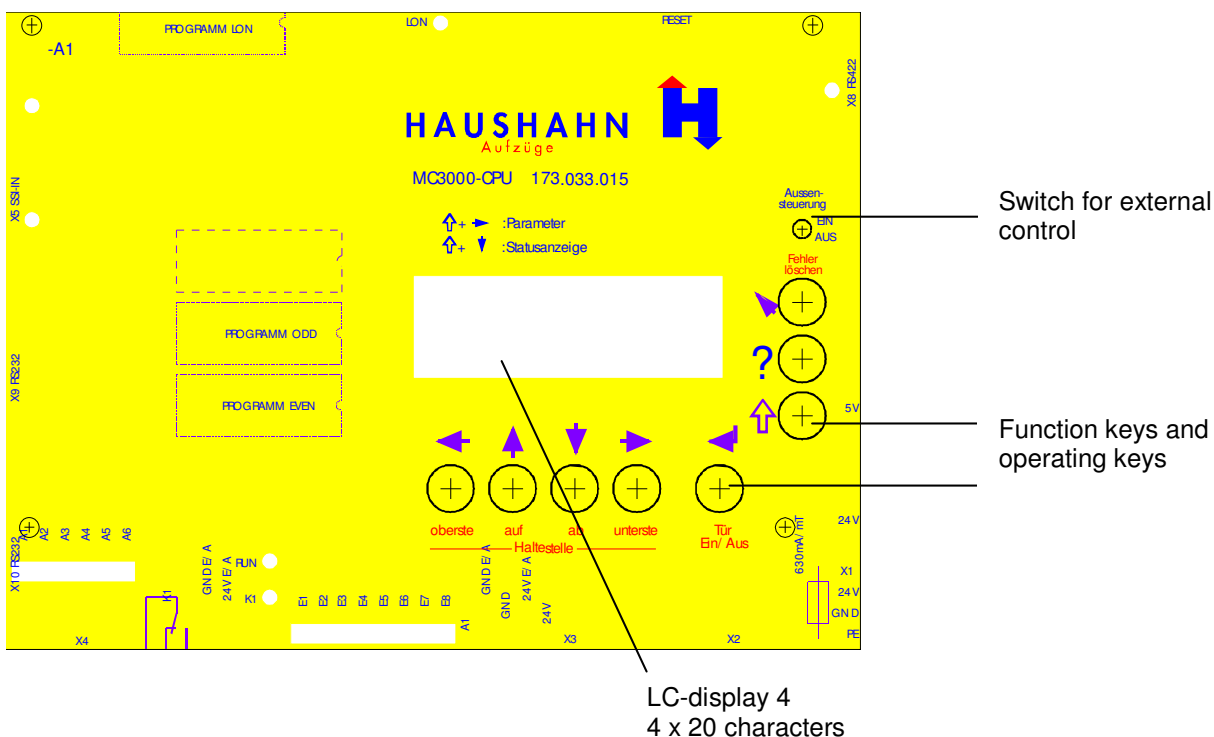 PROGRAMM LON
LON
RESET
-A1
X8 RS422
HAUSHAHN
Aufzüge
MC3000-CPU 173.033.015
X5 SSI-IN
Aussen-
steuerung
EIN
AUS
Switch for external
control
+ :Parameter
+ :Statusanzeige
Fehler
löschen
PROGRAMM ODD
?
X9 RS232
PROGRAMM EVEN
5V
Function keys and
operating keys
oberste auf ab unterste
Haltestelle
Tür
Ein/ Aus
24V
630mA/ mT
X10 RS232
A1 A2 A3 A4 A5 A6
K1
GND E/ A
24V E/ A
RUN
K1
E1 E2 E3 E4 E5 E6 E7 E8
A1
GND E/ A
GND
24V E/ A
24V
X1
24V
GND
PE
X4
X3
X2
LC-display 4
4 x 20 characters